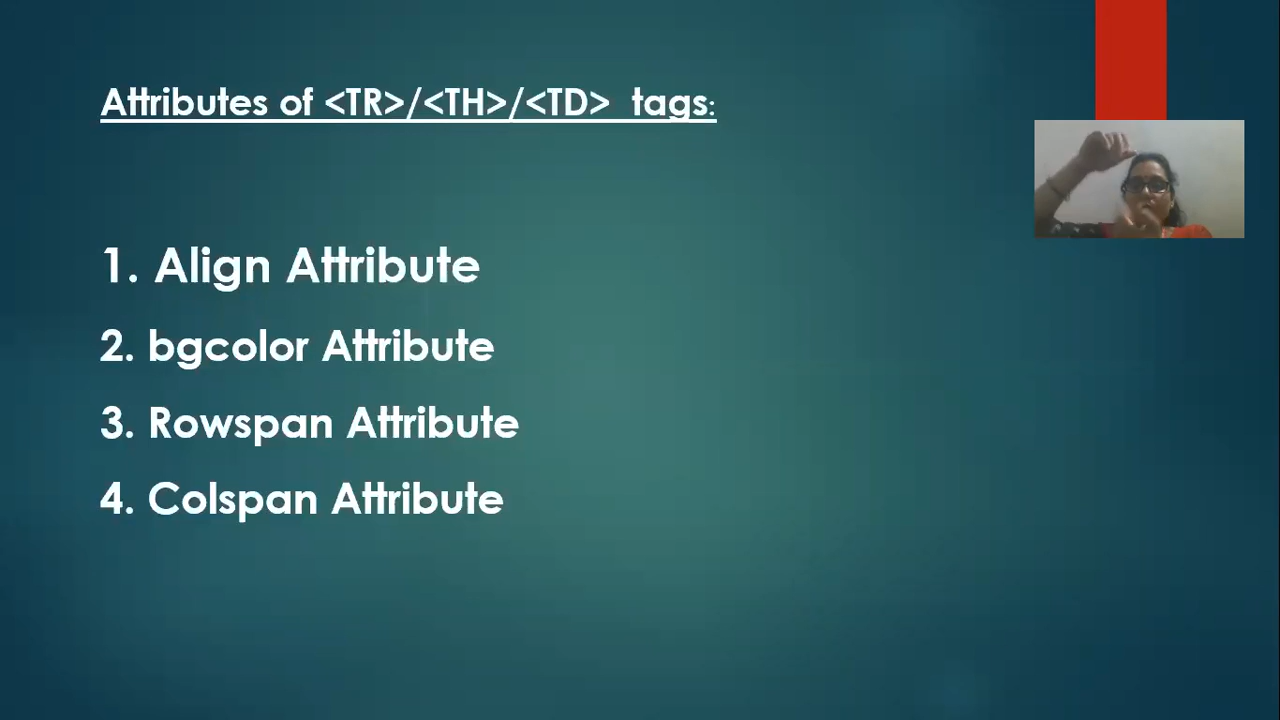 Attributes of <TR>/<TH>/<TD> tags:
1. Align Attribute
2. bgcolor Attribute
3. Rowspan Attribute
4. Colspan Attribute